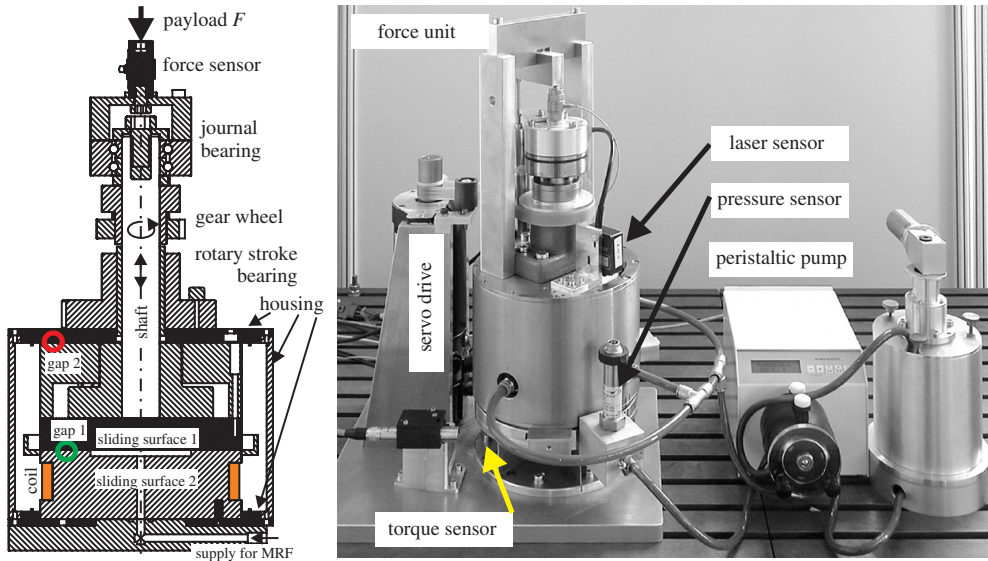 payload F
force sensor
journal
bearing
gear wheel
rotary stroke
bearing
housing
shaft
gap 2
gap 1
sliding surface 1
coil
sliding surface 2
supply for MRF
force unit
laser sensor
pressure sensor
peristaltic pump
servo drive
torque sensor